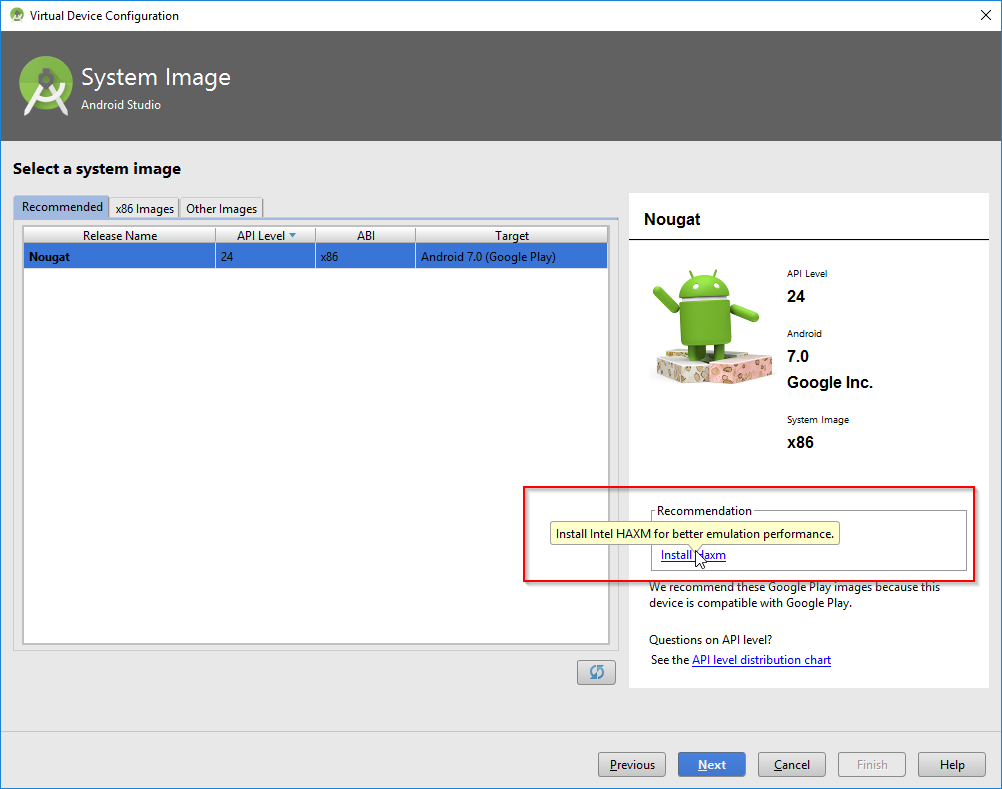 Virtual Device Configuration
System Image
Android Studio
Select a system image
Recommended
x86 Images
Other Images
Release Name
API Level
ABI
Target
Nougat
24
x86
Android 7.0 (Google Play)
Nougat
API Level
24
Android
7.0
Google Inc.
System Image
x86
Recommendation
Install Intel HAXM for better emulation performance.
Install Haxm
We recommend these Google Play images because this
device is compatible with Google Play.
Questions on API level?
See the API level distribution chart
Previous
Next
Cancel
Finish
Help